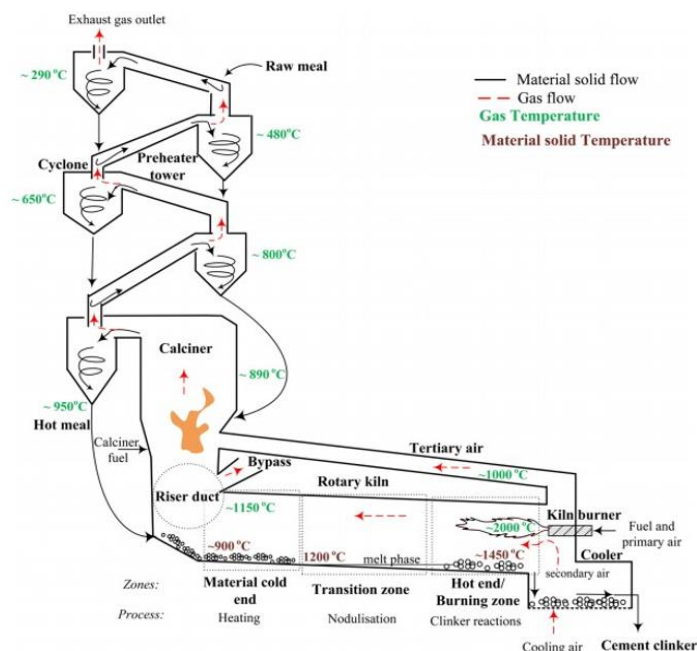 Exhaust gas outlet
~ 290°C
Raw meal
Material solid flow
Gas flow
Gas Temperature
Material solid Temperature
~ 480°C
Cyclone
Preheater
tower
~650°C
~ 800°C
Calciner
~ 890°C
~ 950°C
Hot meal
Calciner
fuel
Tertiary air
~1000°C
Bypass
Rotary kiln
Riser duct
~1150°C
Kiln burner
~2000°C
Fuel and
primary air
~900°C
1200°C
melt phase
~1450°C
Cooler
secondary air
Zones:
Material cold
end
Transition zone
Hot end/
Burning zone
Process:
Heating
Nodulisation
Clinker reactions
Cooling air
Cement clinker